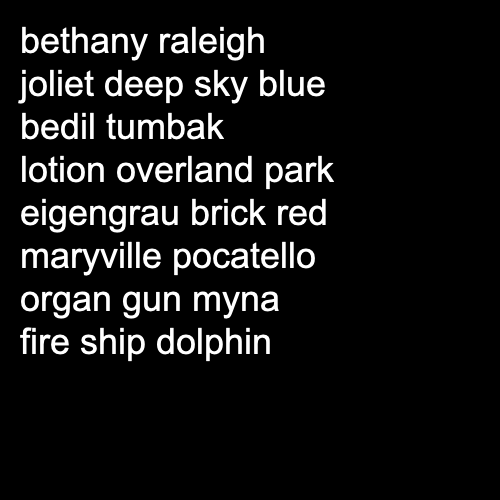 bethany raleigh
joliet deep sky blue
bedil tumbak
lotion overland park
eigengrau brick red
maryville pocatello
organ gun myna
fire ship dolphin